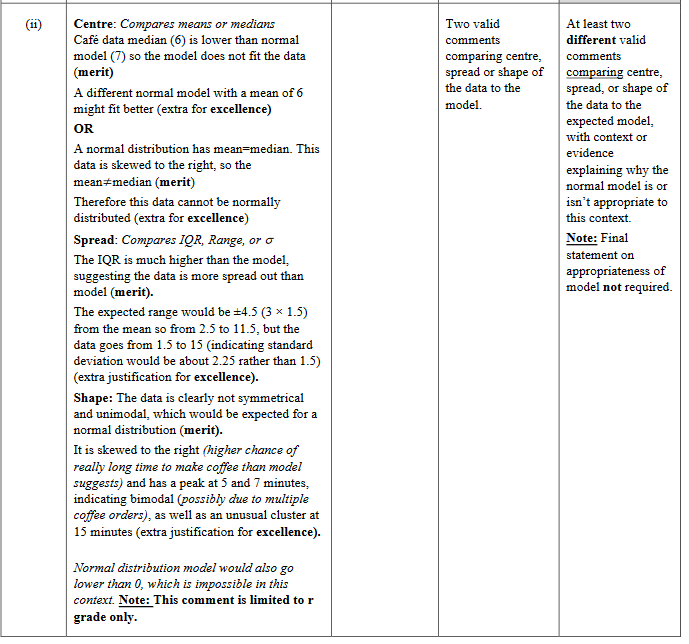 (ii)
Centre: Compares means or medians
Café data median (6) is lower than normal
model (7) so the model does not fit the data
(merit)
A different normal model with a mean of 6
might fit better (extra for excellence)
OR
A normal distribution has mean=median. This
data is skewed to the right, so the
mean≠median (merit)
Therefore this data cannot be normally
distributed (extra for excellence)
Spread: Compares IQR, Range, or σ
The IQR is much higher than the model,
suggesting the data is more spread out than
model (merit).
The expected range would be ±4.5 (3 × 1.5)
from the mean so from 2.5 to 11.5, but the
data goes from 1.5 to 15 (indicating standard
deviation would be about 2.25 rather than 1.5)
(extra justification for excellence).
Shape: The data is clearly not symmetrical
and unimodal, which would be expected for a
normal distribution (merit).
It is skewed to the right (higher chance of
really long time to make coffee than model
suggests) and has a peak at 5 and 7 minutes,
indicating bimodal (possibly due to multiple
coffee orders), as well as an unusual cluster at
15 minutes (extra justification for excellence).
Normal distribution model would also go
lower than 0, which is impossible in this
context. Note: This comment is limited to r
grade only.
Two valid
comments
comparing centre,
spread or shape of
the data to the
model.
At least two
different valid
comments
comparing centre,
spread, or shape of
the data to the
expected model,
with context or
evidence
explaining why the
normal model is or
isn't appropriate to
this context.
Note: Final
statement on
appropriateness of
model not required.